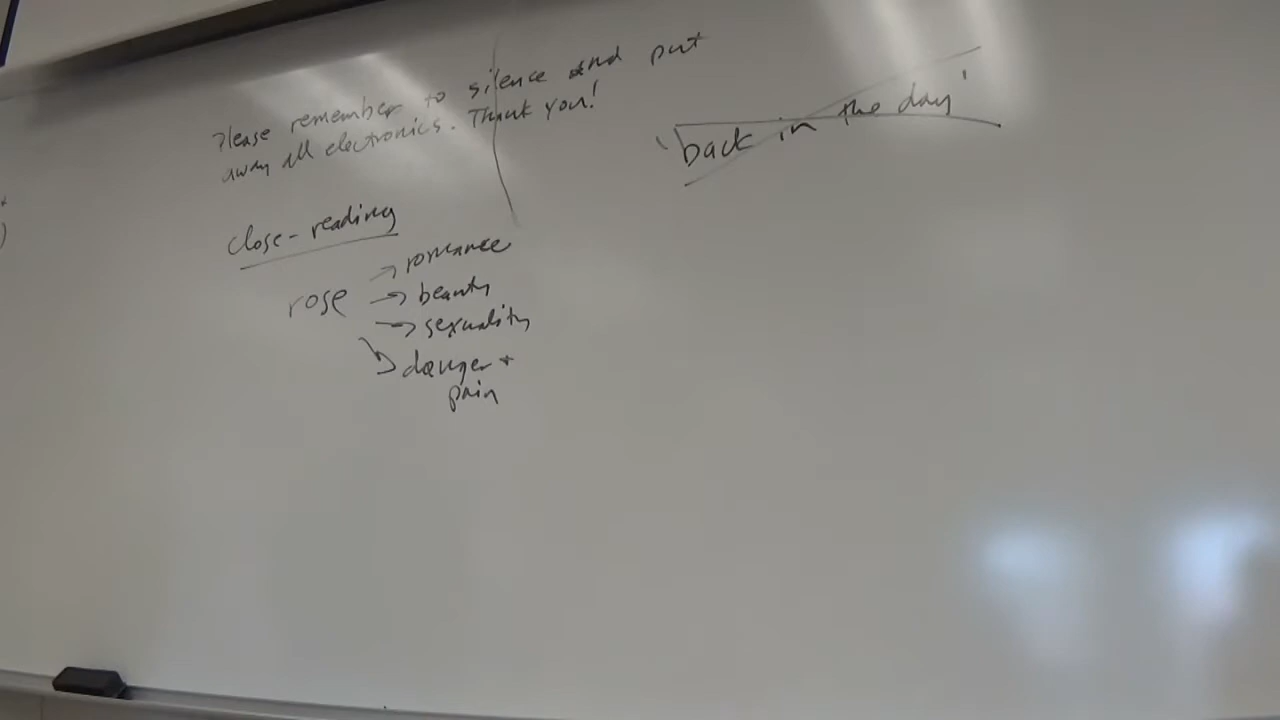 Please remember to silence and put
away all electronics. Thank you!
'back in the day'
close-reading
rose → romance
→ beauty
→ sexuality
→ danger +
pain